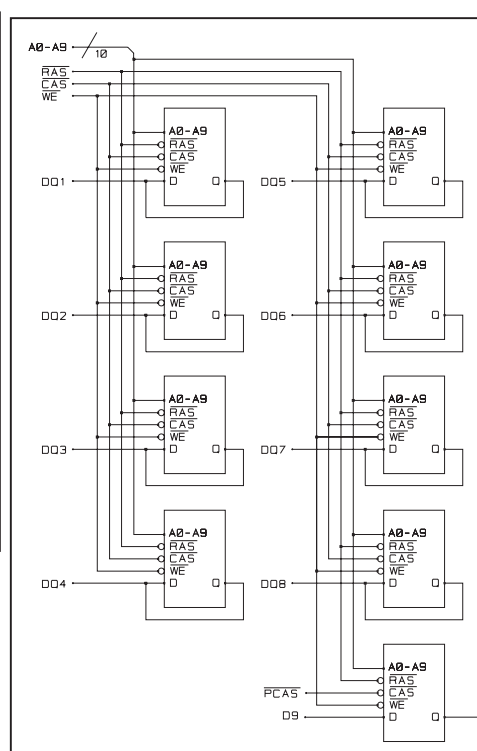 A0-A9
10
RAS
CAS
WE
A0-A9
RAS
CAS
WE
DQ1
D Q
A0-A9
RAS
CAS
WE
DQ2
D Q
A0-A9
RAS
CAS
WE
DQ3
D Q
A0-A9
RAS
CAS
WE
DQ4
D Q
A0-A9
RAS
CAS
WE
DQ5
D Q
A0-A9
RAS
CAS
WE
DQ6
D Q
A0-A9
RAS
CAS
WE
DQ7
D Q
A0-A9
RAS
CAS
WE
DQ8
D Q
A0-A9
RAS
PCAS
CAS
WE
D9
D Q